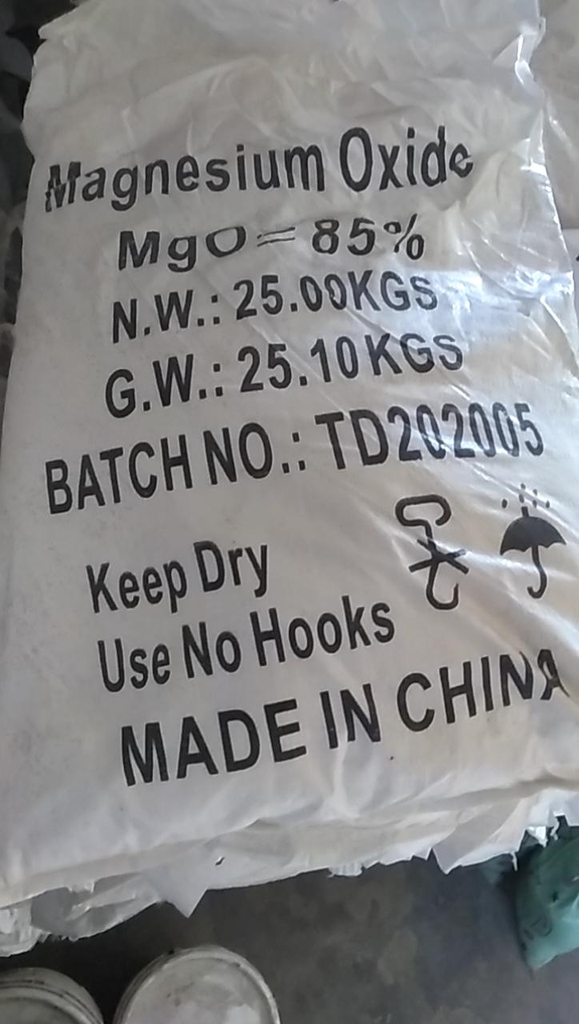 Magnesium Oxide
MgO = 85%
N.W.: 25.00KGS
G.W.: 25.10KGS
BATCH NO.: TD202005
Keep Dry
Use No Hooks
MADE IN CHINA